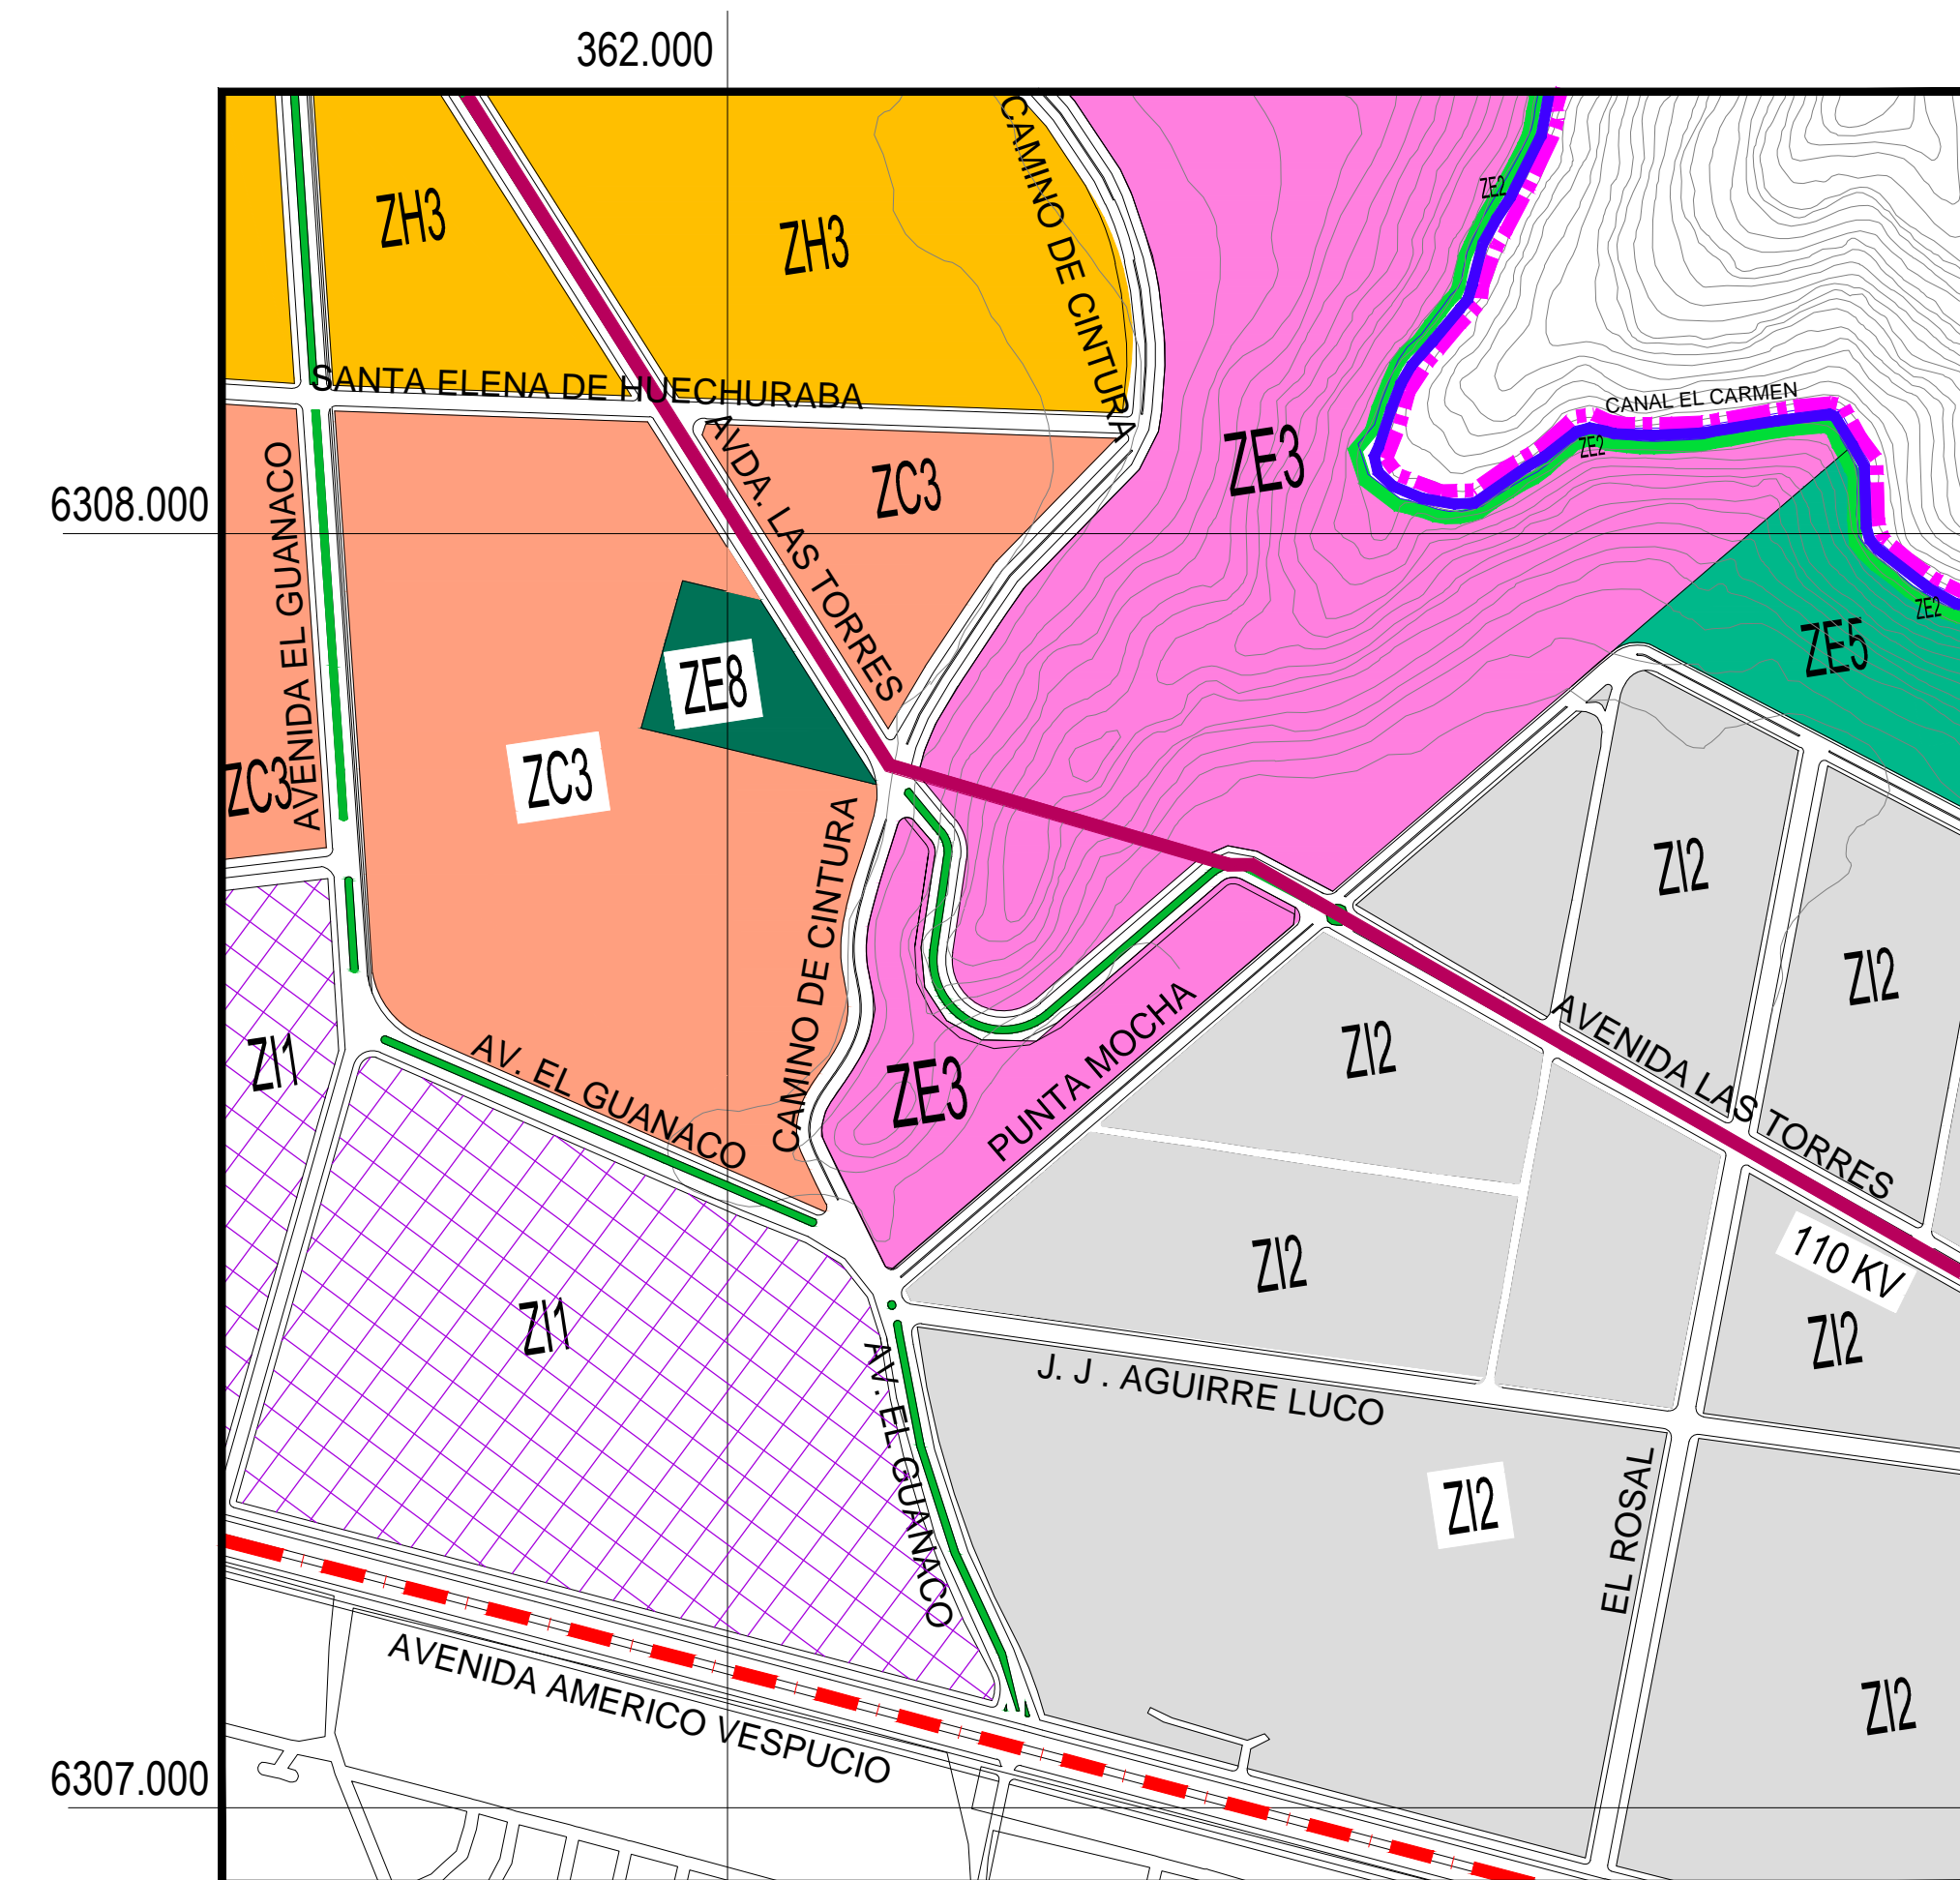 362.000
CAMINO DE CINTURA
ZE2
ZH3
ZH3
SANTA ELENA DE HUECHURABA
CANAL EL CARMEN
ZE2
AVDA. LAS TORRES
ZC3
ZE3
6308.000
AVENIDA EL GUANACO
ZE2
ZE5
ZE8
ZC3
ZC3
CAMINO DE CINTURA
ZI2
ZI2
AVENIDA LAS TORRES
ZI1
AV. EL GUANACO
ZE3
PUNTA MOCHA
ZI2
110 KV
ZI2
ZI2
ZI1
AV. EL GUANACO
J. J . AGUIRRE LUCO
EL ROSAL
ZI2
AVENIDA AMERICO VESPUCIO
ZI2
6307.000